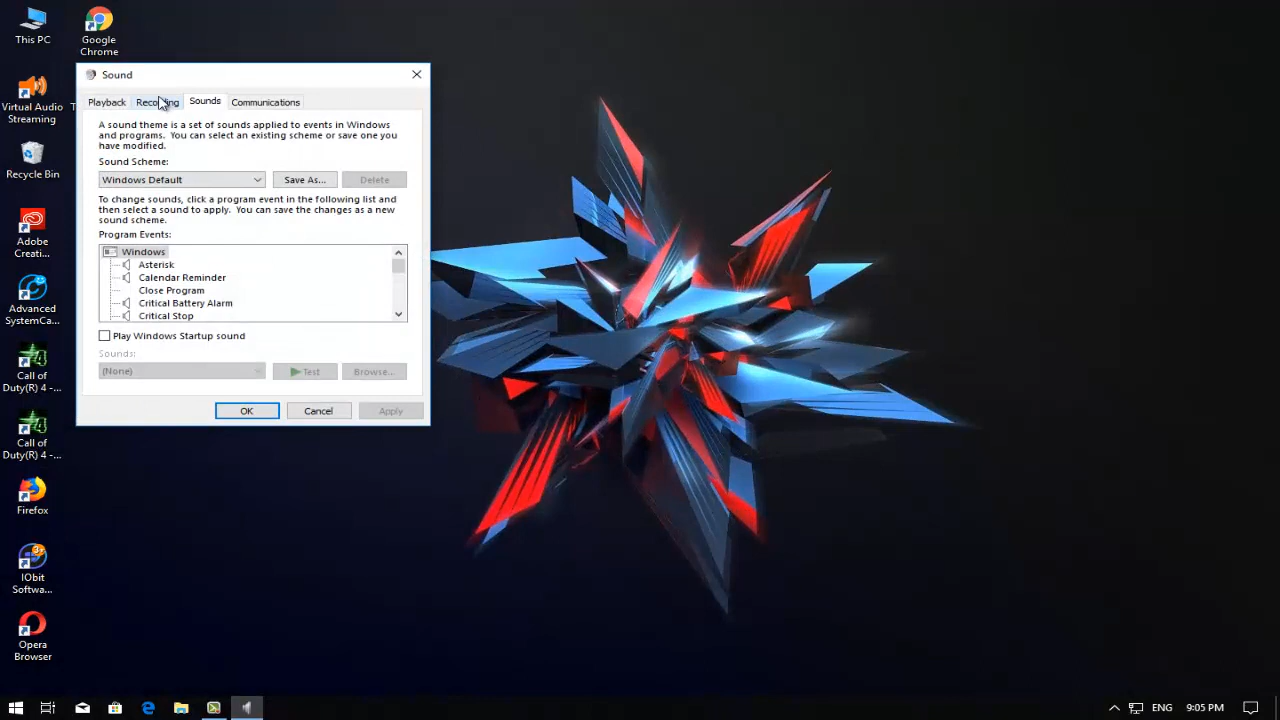 This PC
Google
Chrome
Virtual Audio
Streaming
Recycle Bin
Adobe
Creati...
Advanced
SystemCa...
Call of
Duty(R) 4 -...
Call of
Duty(R) 4 -...
Firefox
IObit
Softwa...
Opera
Browser
Sound
Playback Recording Sounds Communications
A sound theme is a set of sounds applied to events in Windows
and programs. You can select an existing scheme or save one you
have modified.
Sound Scheme:
Windows Default Save As... Delete
To change sounds, click a program event in the following list and
then select a sound to apply. You can save the changes as a new
sound scheme.
Program Events:
Windows
Asterisk
Calendar Reminder
Close Program
Critical Battery Alarm
Critical Stop
Play Windows Startup sound
Sounds:
(None) Test Browse...
OK Cancel Apply
ENG 9:05 PM